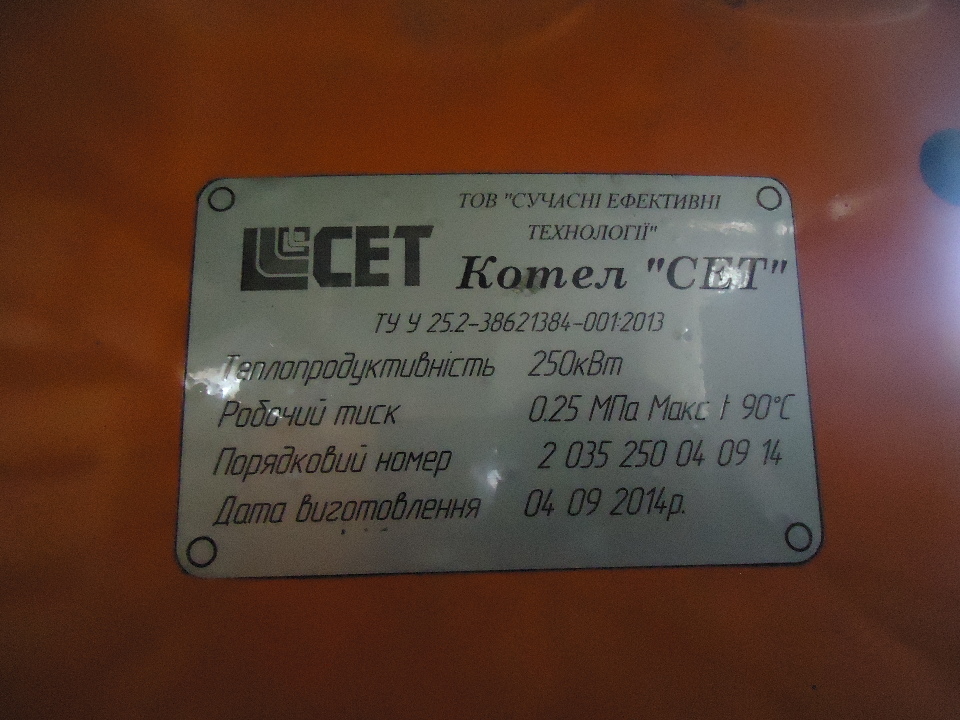 ТОВ "СУЧАСНІ ЕФЕКТИВНІ
ТЕХНОЛОГІЇ"
СЕТ
Котел "СЕТ"
ТУ У 25.2-38621384-001:2013
Теплопродуктивність 250кВт
Робочий тиск 0.25 МПа Макс t 90°С
Порядковий номер 2 035 250 04 09 14
Дата виготовлення 04 09 2014р.